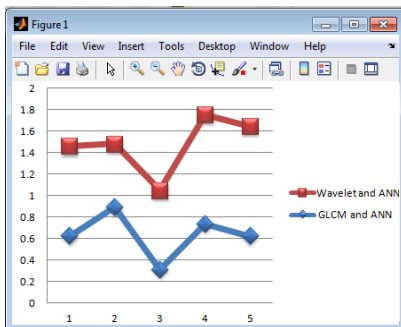 Figure 1
File Edit View Insert Tools Desktop Window Help
2
1.8
1.6
1.4
1.2
1
0.8
0.6
0.4
0.2
0
1 2 3 4 5
Wavelet and ANN
GLCM and ANN